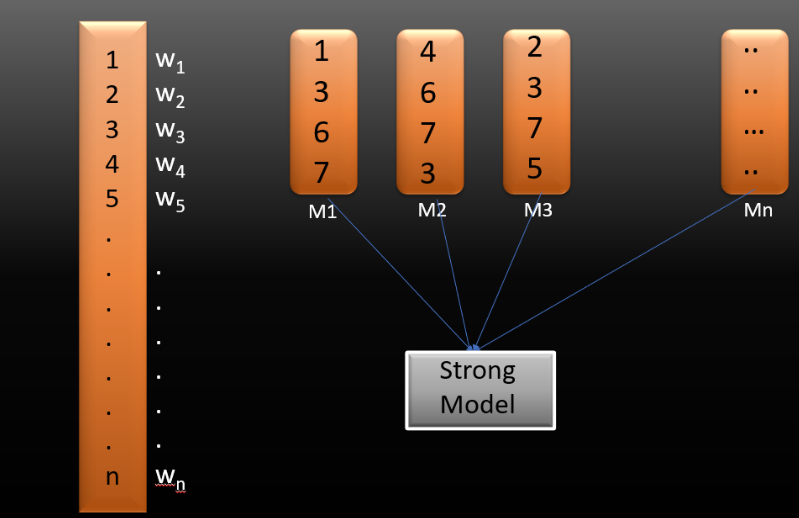 1 w1
2 w2
3 w3
4 w4
5 w5
.
. .
. .
. .
. .
. .
. .
n wn
1
3
6
7
M1
4
6
7
3
M2
2
3
7
5
M3
..
..
...
..
Mn
Strong
Model